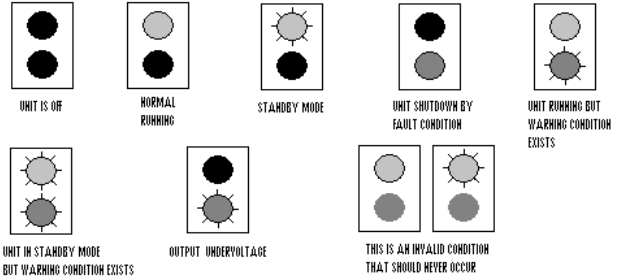 UNIT IS OFF
NORMAL
RUNNING
STANDBY MODE
UNIT SHUTDOWN BY
FAULT CONDITION
UNIT RUNNING BUT
WARNING CONDITION
EXISTS
UNIT IN STANDBY MODE
BUT WARNING CONDITION EXISTS
OUTPUT UNDERVOLTAGE
THIS IS AN INVALID CONDITION
THAT SHOULD NEVER OCCUR